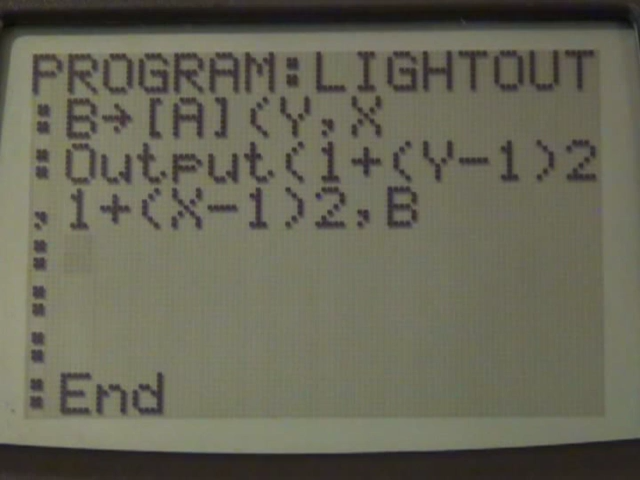 PROGRAM:LIGHTOUT
:B→[A](Y,X
:Output(1+(Y-1)2
,1+(X-1)2,B
:
:
:
:End